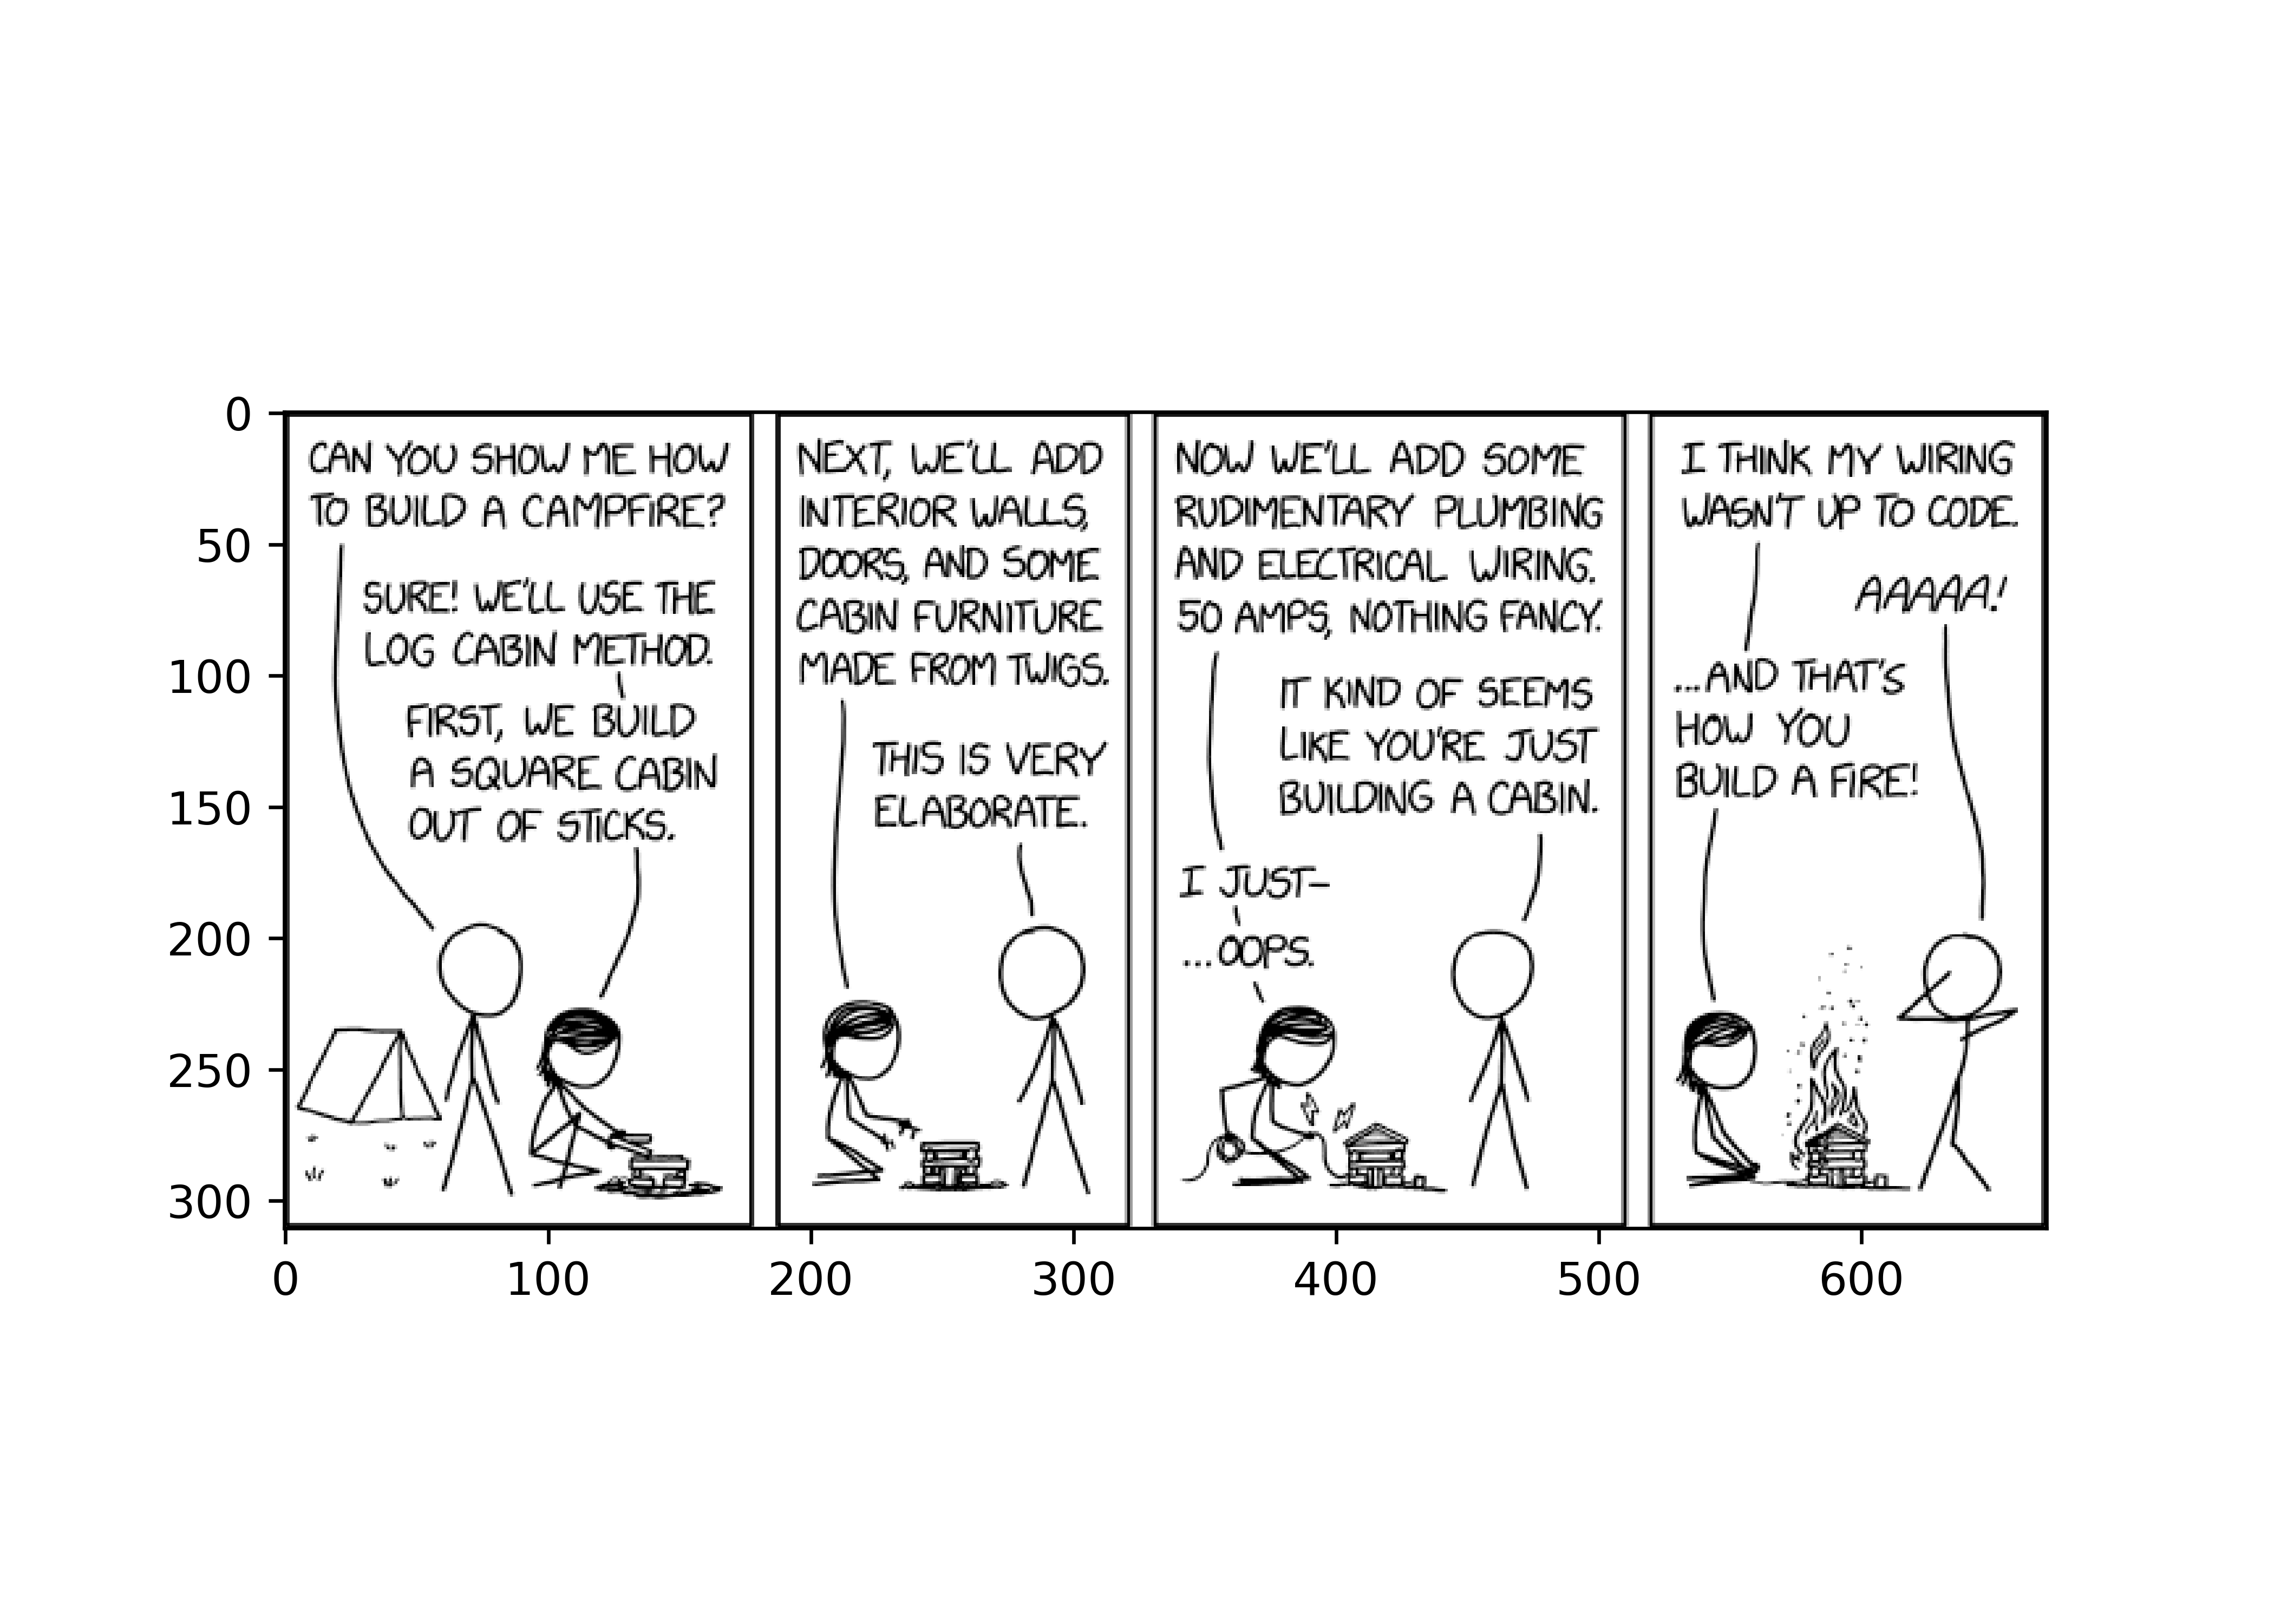 CAN YOU SHOW ME HOW
TO BUILD A CAMPFIRE?
SURE! WE'LL USE THE
LOG CABIN METHOD.
FIRST, WE BUILD
A SQUARE CABIN
OUT OF STICKS.
NEXT, WE'LL ADD
INTERIOR WALLS,
DOORS, AND SOME
CABIN FURNITURE
MADE FROM TWIGS.
THIS IS VERY
ELABORATE.
NOW WE'LL ADD SOME
RUDIMENTARY PLUMBING
AND ELECTRICAL WIRING.
50 AMPS, NOTHING FANCY.
IT KIND OF SEEMS
LIKE YOU'RE JUST
BUILDING A CABIN.
I JUST-
...OOPS.
I THINK MY WIRING
WASN'T UP TO CODE.
AAAAA!
...AND THAT'S
HOW YOU
BUILD A FIRE!
0
50
100
150
200
250
300
0 100 200 300 400 500 600